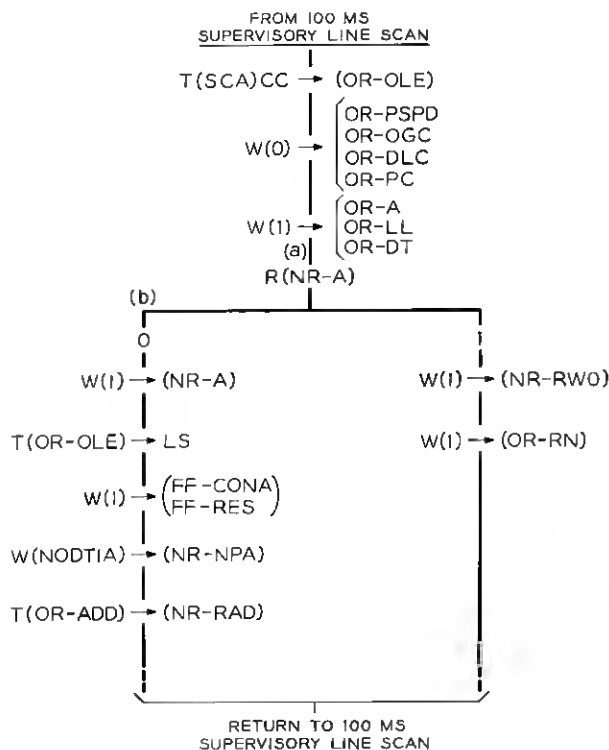 FROM 100 MS
SUPERVISORY LINE SCAN
T(SCA)CC → (OR-OLE)
OR-PSPD
OR-OGC
W(0) →
OR-DLC
OR-PC
OR-A
W(1) →
OR-LL
OR-DT
(a)
R(NR-A)
(b)
0
1
W(1) → (NR-A)
W(1) → (NR-RWO)
T(OR-OLE) → LS
W(1) → (OR-RN)
W(1) →
(FF-CONA)
FF-RES
W(NODTIA) → (NR-NPA)
T(OR-ADD) → (NR-RAD)
RETURN TO 100 MS
SUPERVISORY LINE SCAN